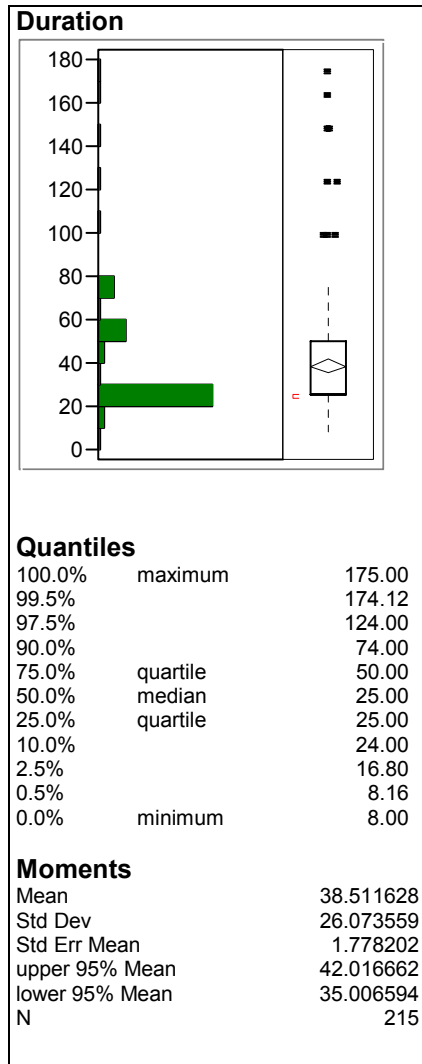 Duration
180
160
140
120
100
80
60
40
20
0
Quantiles
100.0% maximum 175.00
99.5% 174.12
97.5% 124.00
90.0% 74.00
75.0% quartile 50.00
50.0% median 25.00
25.0% quartile 25.00
10.0% 24.00
2.5% 16.80
0.5% 8.16
0.0% minimum 8.00
Moments
Mean 38.511628
Std Dev 26.073559
Std Err Mean 1.778202
upper 95% Mean 42.016662
lower 95% Mean 35.006594
N 215